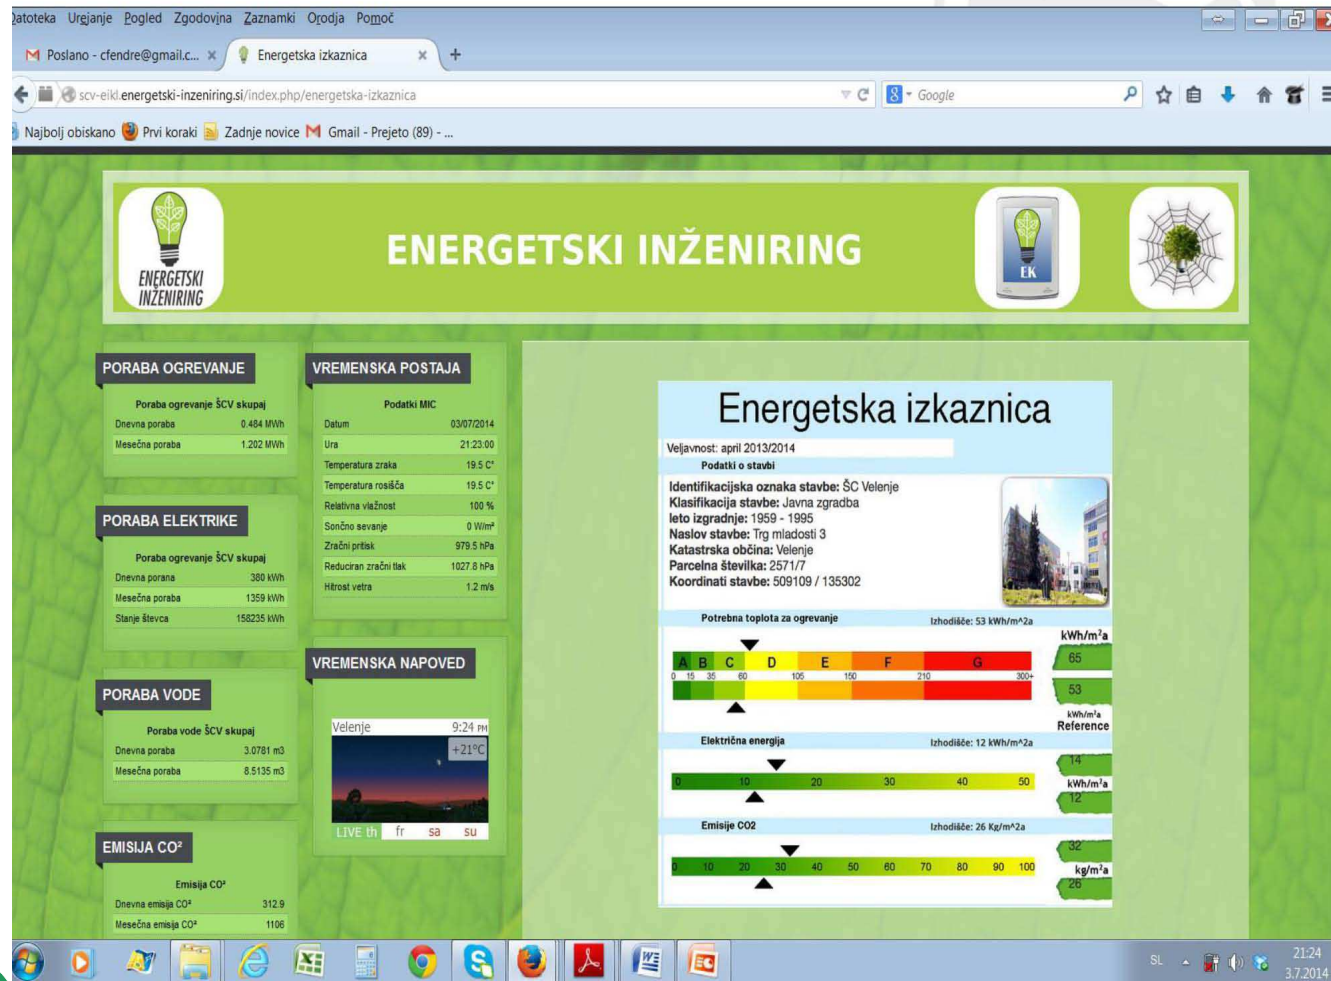 Datoteka Urejanje Pogled Zgodovina Zaznamki Orodja Pomoč
Poslano - cfendre@gmail.c... × Energetska izkaznica × +
scv-eikl.energetski-inzeniring.si/index.php/energetska-izkaznica
Google
Najbolj obiskano Prvi koraki Zadnje novice Gmail - Prejeto (89) - ...
ENERGETSKI
INŽENIRING
ENERGETSKI INŽENIRING
EK
PORABA OGREVANJE
Poraba ogrevanje ŠCV skupaj
Dnevna poraba 0.484 MWh
Mesečna poraba 1.202 MWh
PORABA ELEKTRIKE
Poraba ogrevanje ŠCV skupaj
Dnevna porana 380 kWh
Mesečna poraba 1359 kWh
Stanje števca 158235 kWh
PORABA VODE
Poraba vode ŠCV skupaj
Dnevna poraba 3.0781 m3
Mesečna poraba 8.5135 m3
EMISIJA CO²
Emisija CO²
Dnevna emisija CO² 312.9
Mesečna emisija CO² 1106
VREMENSKA POSTAJA
Podatki MIC
Datum 03/07/2014
Ura 21:23:00
Temperatura zraka 19.5 C°
Temperatura rosišča 19.5 C°
Relativna vlažnost 100 %
Sončno sevanje 0 W/m²
Zračni pritisk 979.5 hPa
Reduciran zračni tlak 1027.8 hPa
Hitrost vetra 1.2 m/s
VREMENSKA NAPOVED
Velenje 9:24 PM
+21°C
LIVE th fr sa su
Energetska izkaznica
Veljavnost: april 2013/2014
Podatki o stavbi
Identifikacijska oznaka stavbe: ŠC Velenje
Klasifikacija stavbe: Javna zgradba
leto izgradnje: 1959 - 1995
Naslov stavbe: Trg mladosti 3
Katastrska občina: Velenje
Parcelna številka: 2571/7
Koordinati stavbe: 509109 / 135302
Potrebna toplota za ogrevanje Izhodišče: 53 kWh/m^2a
kWh/m²a
65
A B C D E F G
0 15 35 60 105 150 210 300+
53
kWh/m²a
Reference
Električna energija Izhodišče: 12 kWh/m^2a
14
0 10 20 30 40 50
kWh/m²a
12
Emisije CO2 Izhodišče: 26 Kg/m^2a
32
0 10 20 30 40 50 60 70 80 90 100
kg/m²a
26
SL
21:24
3.7.2014